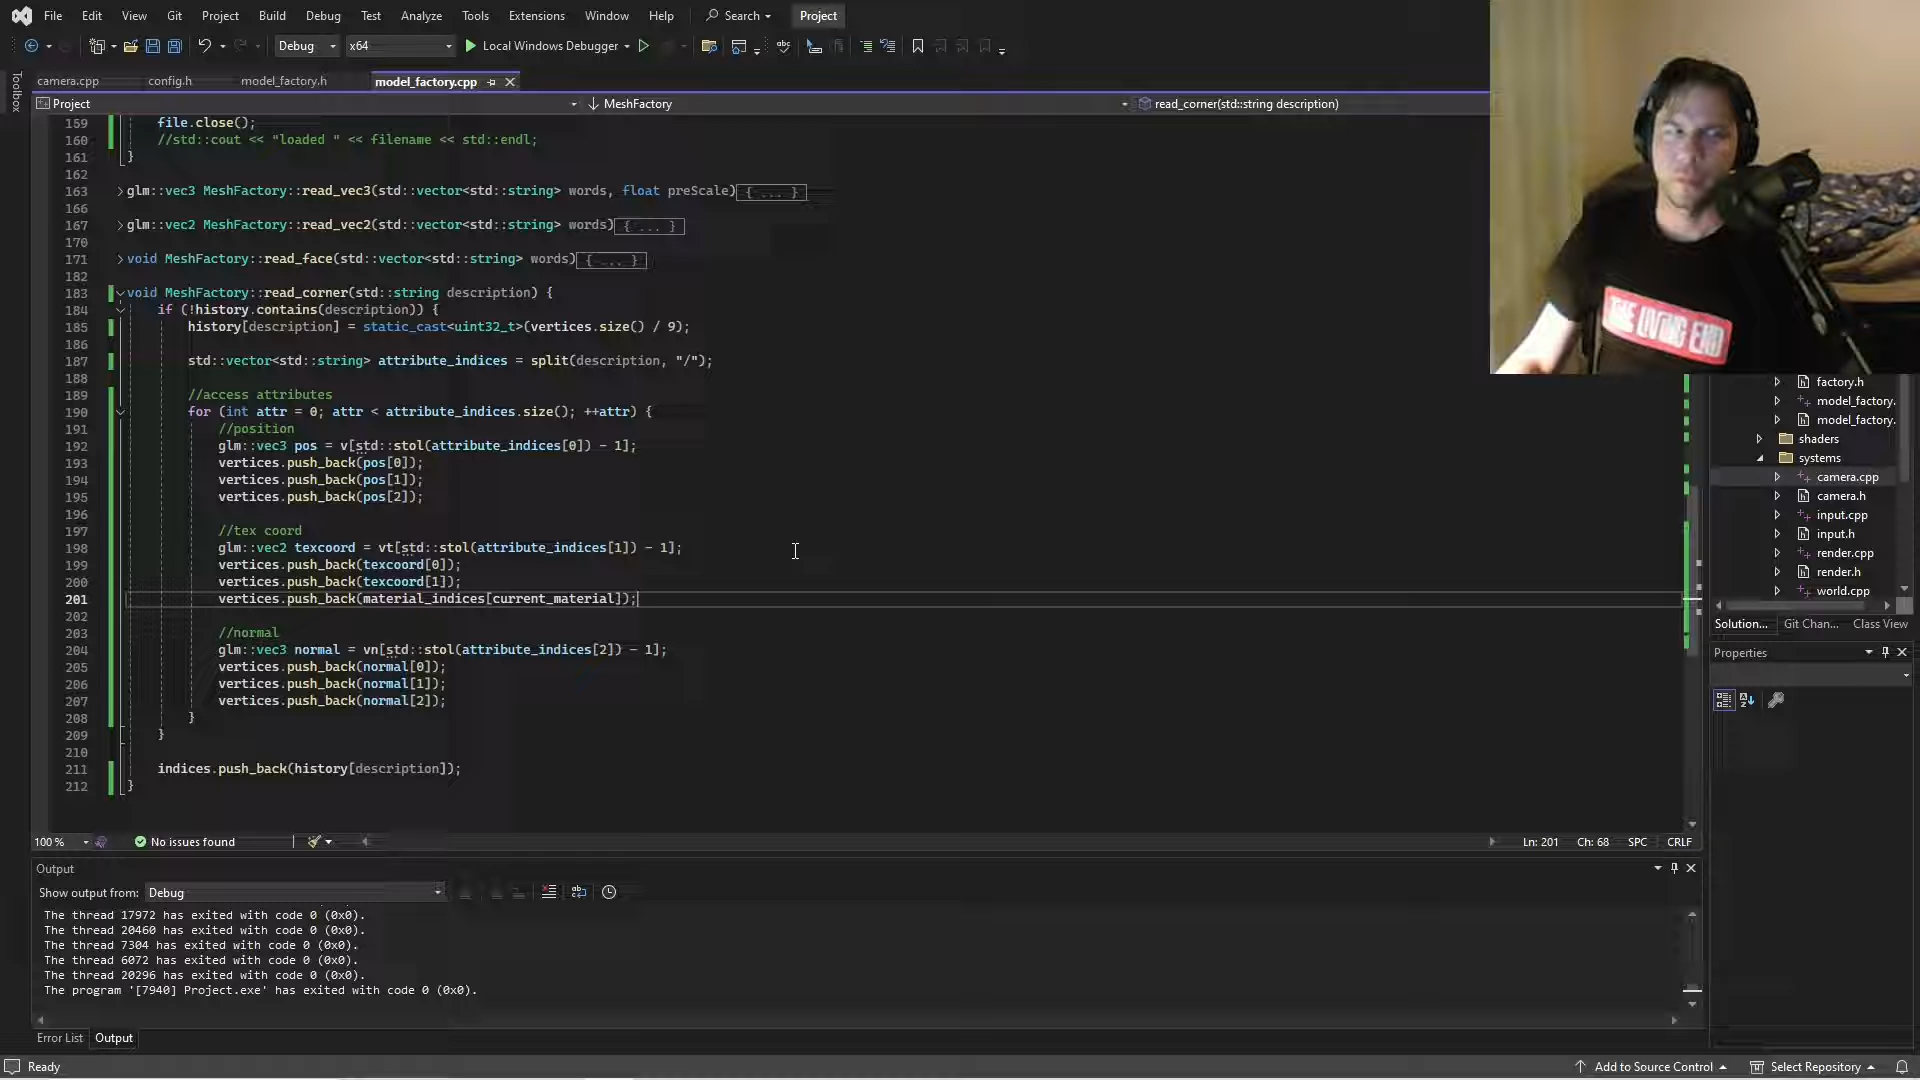 File Edit View Git Project Build Debug Test Analyze Tools Extensions Window Help Search Project
Debug x64 Local Windows Debugger
Toolbox
camera.cpp config.h model_factory.h model_factory.cpp
Project MeshFactory read_corner(std::string description)
159 file.close();
160 //std::cout << "loaded " << filename << std::endl;
161 }
162
163 glm::vec3 MeshFactory::read_vec3(std::vector<std::string> words, float preScale){ ... }
166
167 glm::vec2 MeshFactory::read_vec2(std::vector<std::string> words){ ... }
170
171 void MeshFactory::read_face(std::vector<std::string> words){ ... }
182
183 void MeshFactory::read_corner(std::string description) {
184 if (!history.contains(description)) {
185 history[description] = static_cast<uint32_t>(vertices.size() / 9);
186
187 std::vector<std::string> attribute_indices = split(description, "/");
188
189 //access attributes
190 for (int attr = 0; attr < attribute_indices.size(); ++attr) {
191 //position
192 glm::vec3 pos = v[std::stol(attribute_indices[0]) - 1];
193 vertices.push_back(pos[0]);
194 vertices.push_back(pos[1]);
195 vertices.push_back(pos[2]);
196
197 //tex coord
198 glm::vec2 texcoord = vt[std::stol(attribute_indices[1]) - 1];
199 vertices.push_back(texcoord[0]);
200 vertices.push_back(texcoord[1]);
201 vertices.push_back(material_indices[current_material]);
202
203 //normal
204 glm::vec3 normal = vn[std::stol(attribute_indices[2]) - 1];
205 vertices.push_back(normal[0]);
206 vertices.push_back(normal[1]);
207 vertices.push_back(normal[2]);
208 }
209 }
210
211 indices.push_back(history[description]);
212 }
100 % No issues found Ln: 201 Ch: 68 SPC CRLF
Output
Show output from: Debug
The thread 17972 has exited with code 0 (0x0).
The thread 20460 has exited with code 0 (0x0).
The thread 7304 has exited with code 0 (0x0).
The thread 6072 has exited with code 0 (0x0).
The thread 20296 has exited with code 0 (0x0).
The program '[7940] Project.exe' has exited with code 0 (0x0).
Error List Output
Ready Add to Source Control Select Repository
THE LIVING END
factory.h
model_factory.
model_factory.
shaders
systems
camera.cpp
camera.h
input.cpp
input.h
render.cpp
render.h
world.cpp
Solution... Git Chan... Class View
Properties